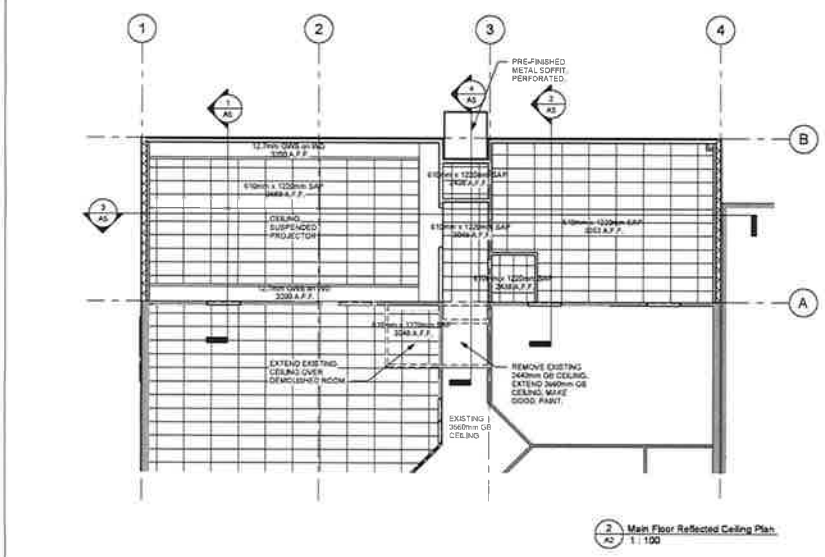 1
2
3
4
PRE-FINISHED
METAL SOFFIT,
PERFORATED.
1
A5
4
A5
2
A5
B
12.7mm GWB on WD
A.F.F.
610mm x 1220mm SAP
A.F.F.
610mm x 1220mm SAP
2438 A.F.F.
3
A5
CEILING
SUSPENDED
PROJECTOR
610mm x 1220mm SAP
A.F.F.
610mm x 1220mm SAP
A.F.F.
610mm x 1220mm SAP
2438 A.F.F.
12.7mm GWB on WD
A.F.F.
A
610mm x 1220mm SAP
3048 A.F.F.
EXTEND EXISTING
CEILING OVER
DEMOLISHED ROOM
REMOVE EXISTING
2440mm GB CEILING.
EXTEND 3660mm GB
CEILING, MAKE
GOOD, PAINT.
EXISTING
3660mm GB
CEILING
2
A2
Main Floor Reflected Ceiling Plan
1 : 100